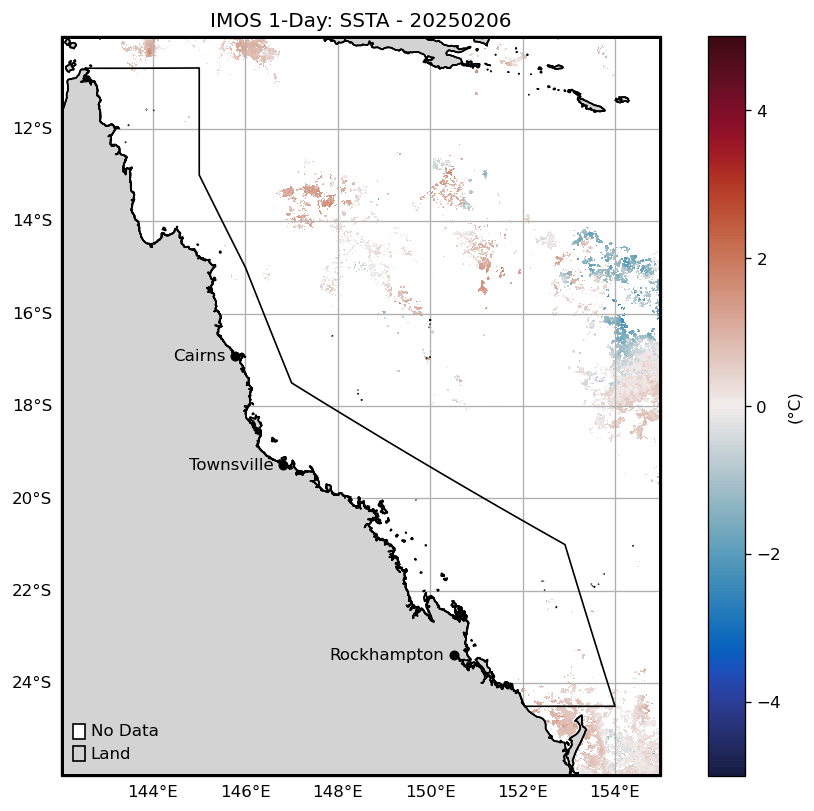 IMOS 1-Day: SSTA - 20250206
12°S
14°S
16°S
18°S
20°S
22°S
24°S
Cairns
Townsville
Rockhampton
No Data
Land
144°E 146°E 148°E 150°E 152°E 154°E
4
2
0
−2
−4
(°C)